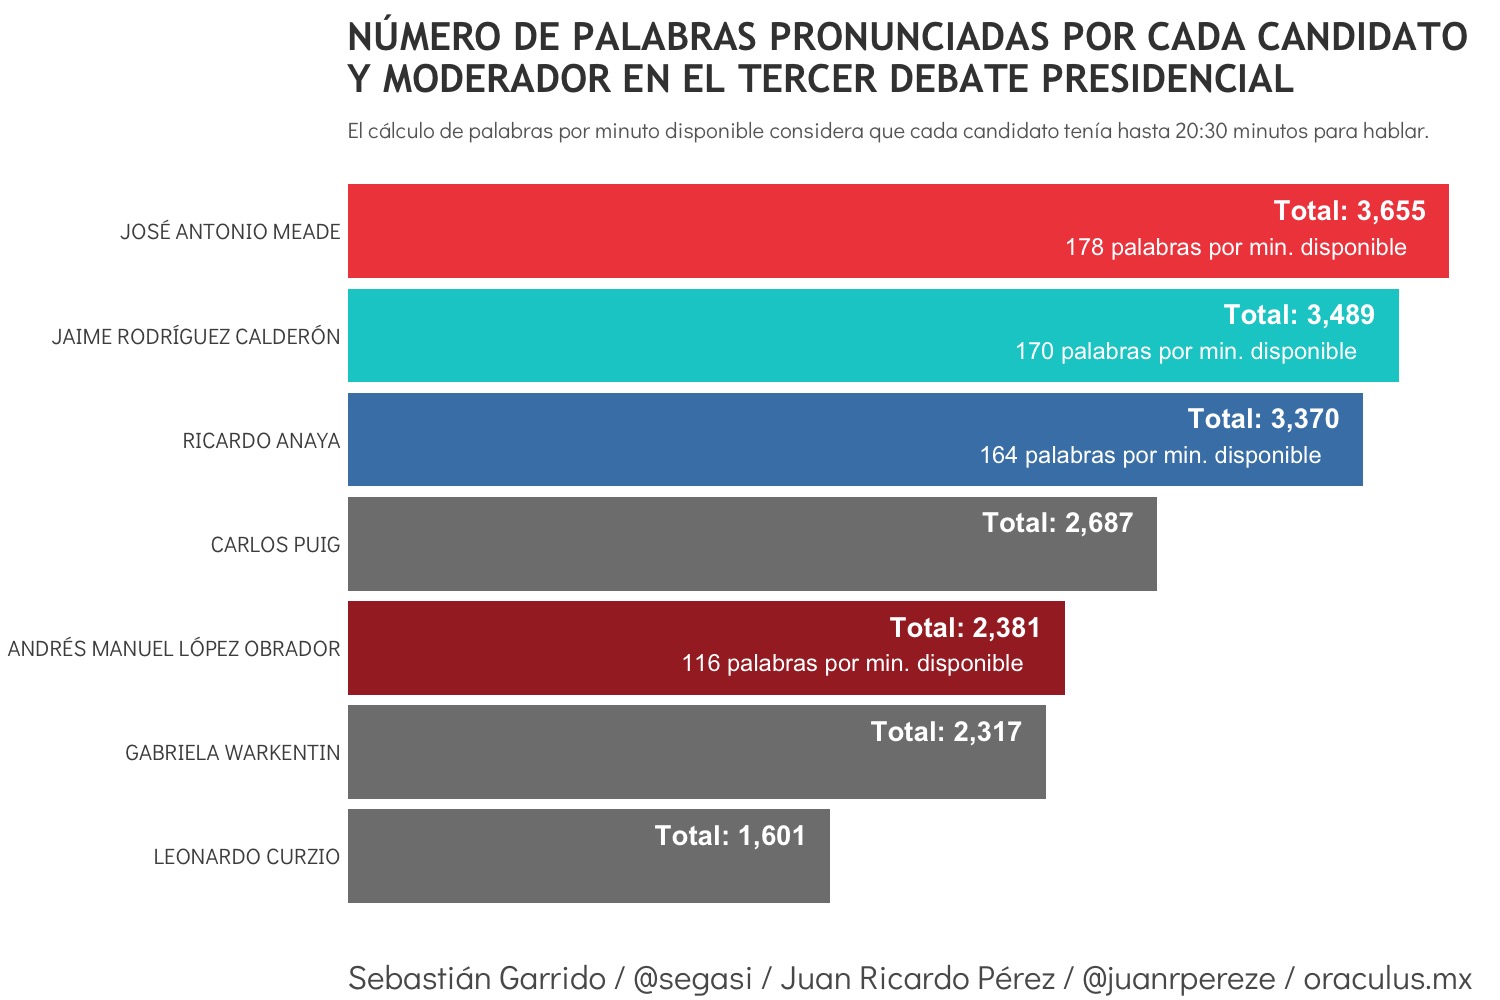 NÚMERO DE PALABRAS PRONUNCIADAS POR CADA CANDIDATO
Y MODERADOR EN EL TERCER DEBATE PRESIDENCIAL
El cálculo de palabras por minuto disponible considera que cada candidato tenía hasta 20:30 minutos para hablar.
JOSÉ ANTONIO MEADE
Total: 3,655
178 palabras por min. disponible
JAIME RODRÍGUEZ CALDERÓN
Total: 3,489
170 palabras por min. disponible
RICARDO ANAYA
Total: 3,370
164 palabras por min. disponible
CARLOS PUIG
Total: 2,687
ANDRÉS MANUEL LÓPEZ OBRADOR
Total: 2,381
116 palabras por min. disponible
GABRIELA WARKENTIN
Total: 2,317
LEONARDO CURZIO
Total: 1,601
Sebastián Garrido / @segasi / Juan Ricardo Pérez / @juanrpereze / oraculus.mx